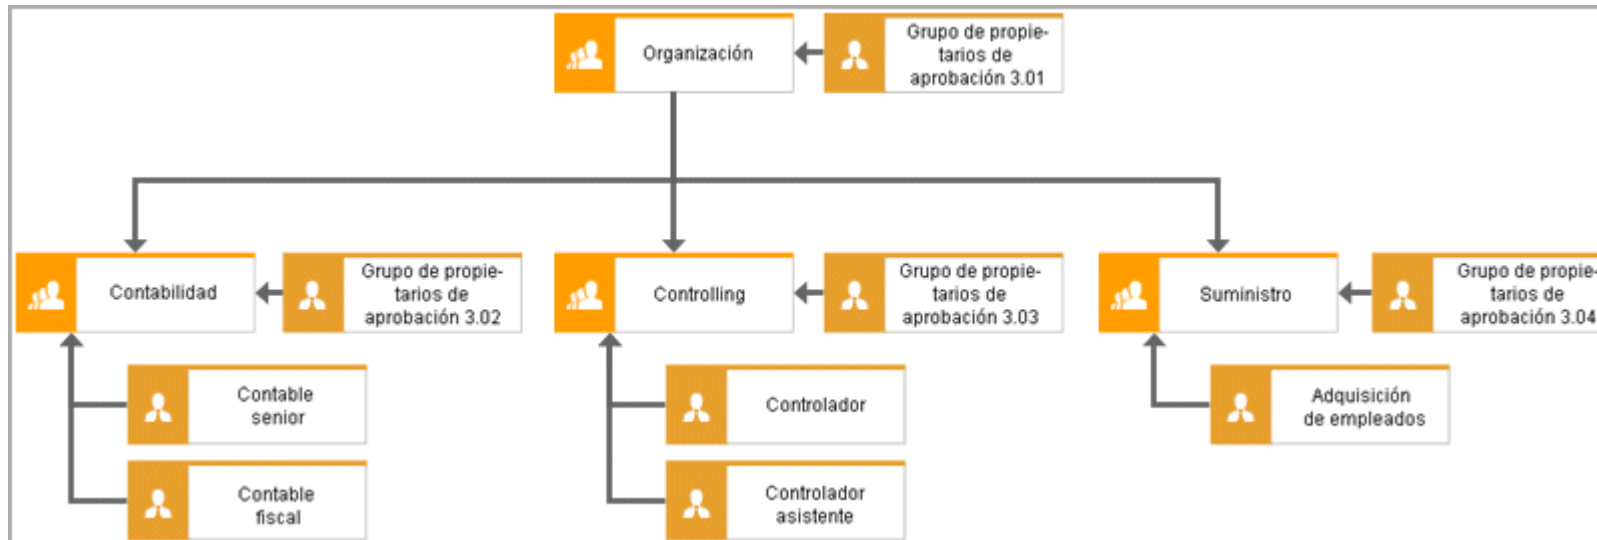 Organización
Grupo de propie-
tarios de
aprobación 3.01
Contabilidad
Grupo de propie-
tarios de
aprobación 3.02
Controlling
Grupo de propie-
tarios de
aprobación 3.03
Suministro
Grupo de propie-
tarios de
aprobación 3.04
Contable
senior
Controlador
Adquisición
de empleados
Contable
fiscal
Controlador
asistente